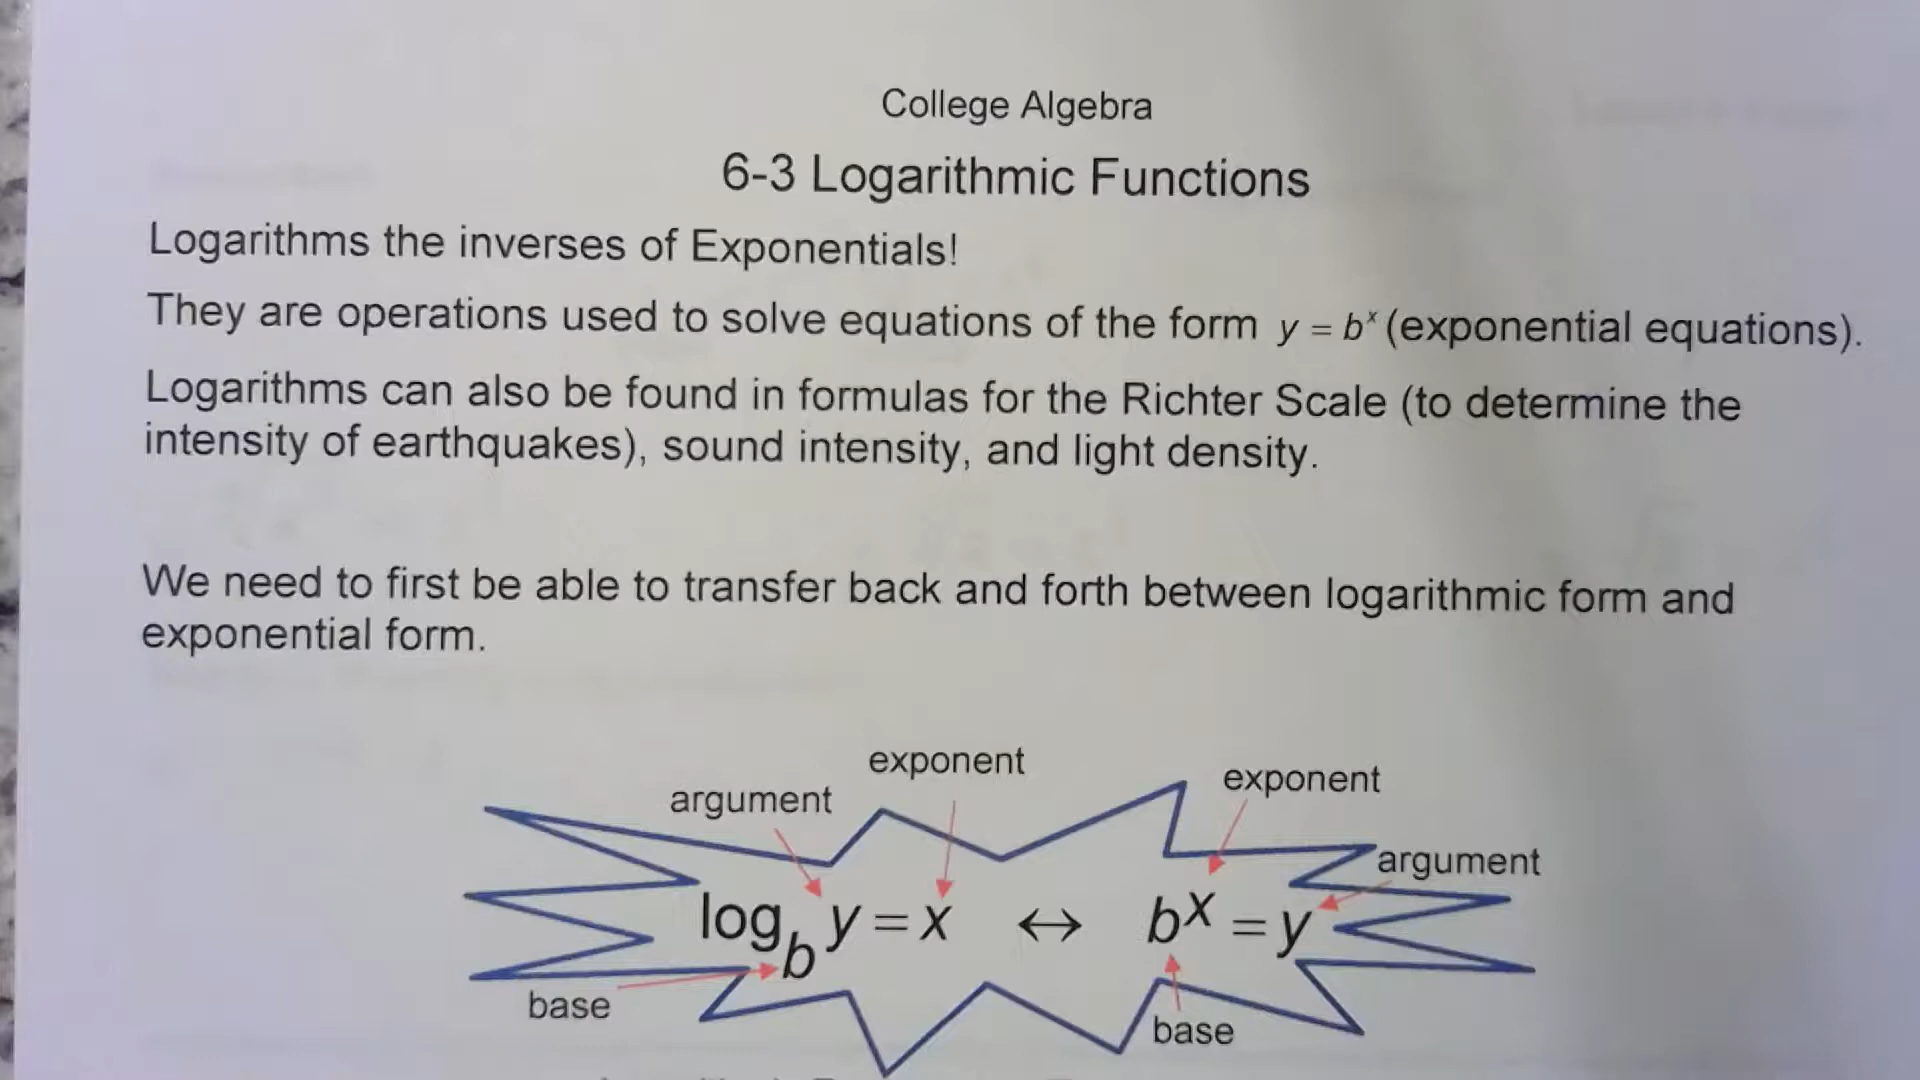 College Algebra
6-3 Logarithmic Functions
Logarithms the inverses of Exponentials!
They are operations used to solve equations of the form y = bˣ (exponential equations).
Logarithms can also be found in formulas for the Richter Scale (to determine the
intensity of earthquakes), sound intensity, and light density.
We need to first be able to transfer back and forth between logarithmic form and
exponential form.
exponent
exponent
argument
argument
log_b y = x ↔ bˣ = y
base
base